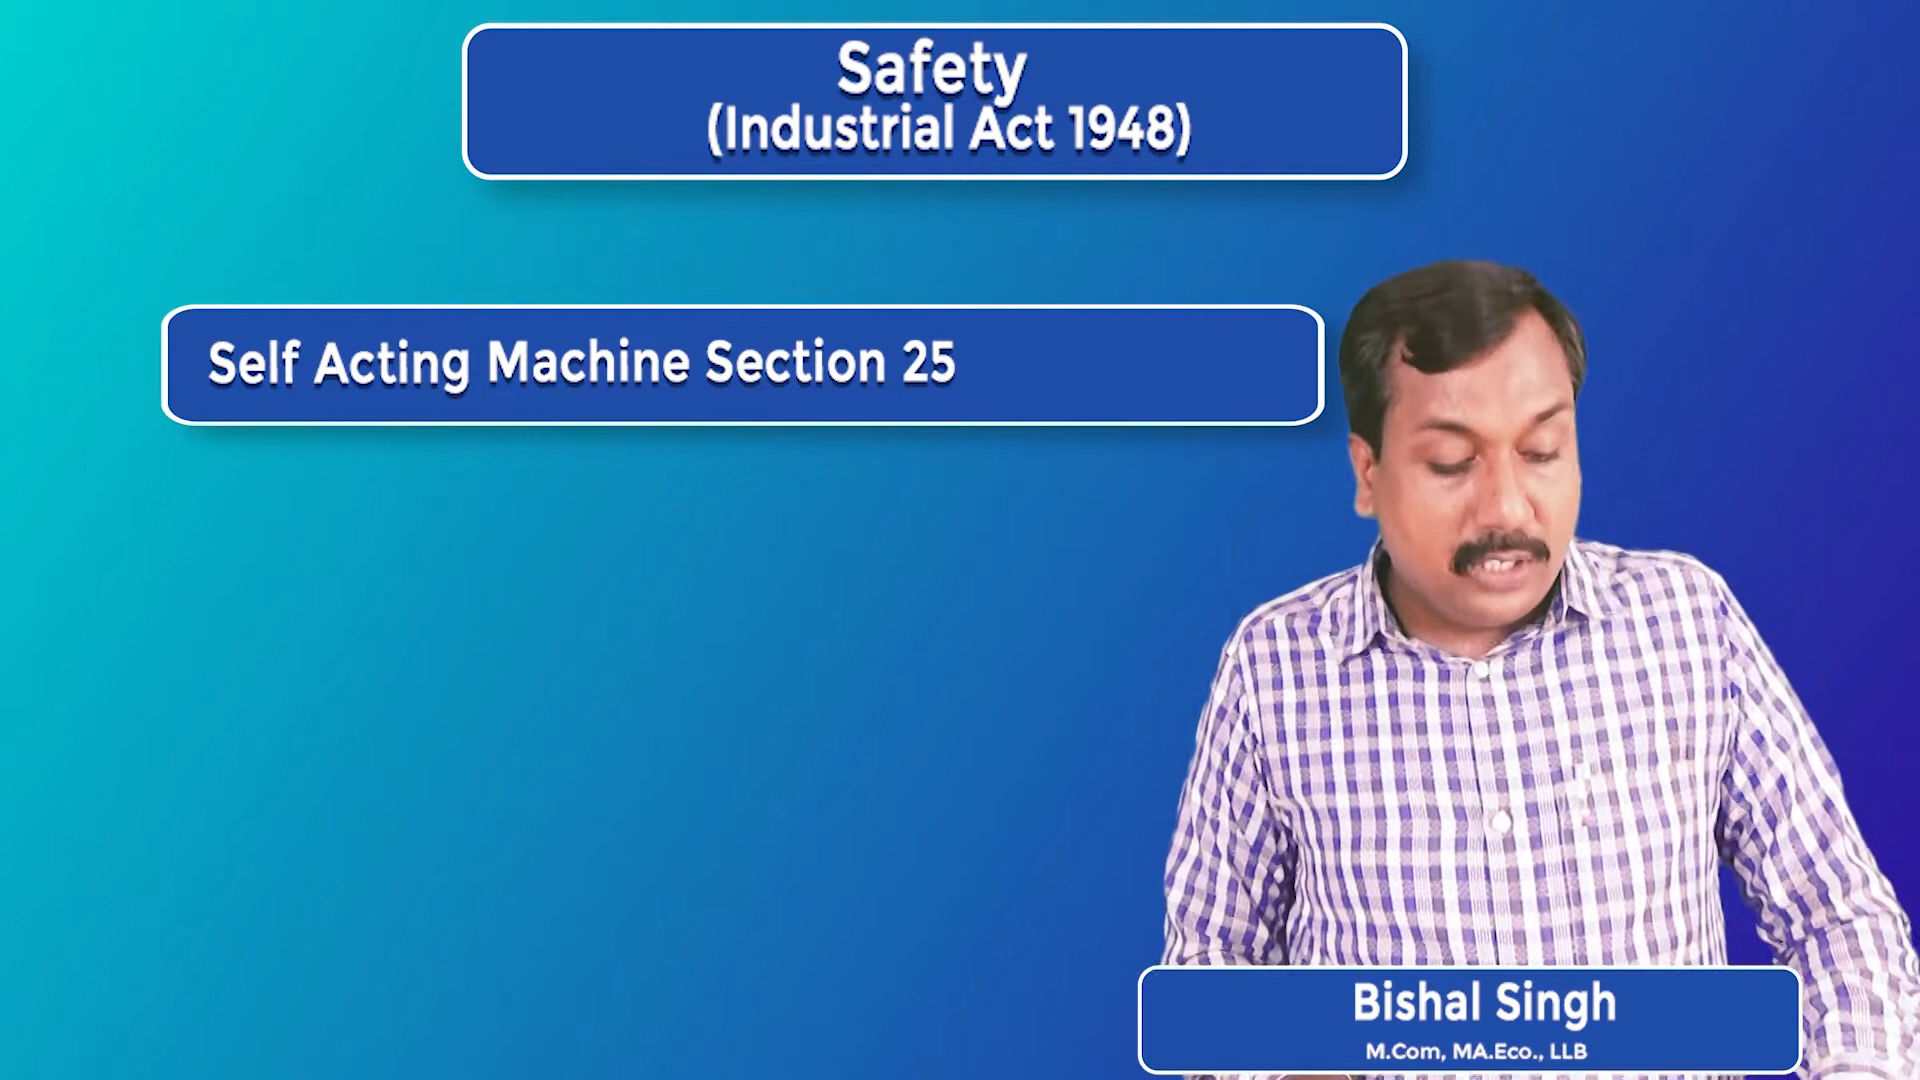 Safety
(Industrial Act 1948)
Self Acting Machine Section 25
Bishal Singh
M.Com, MA.Eco., LLB